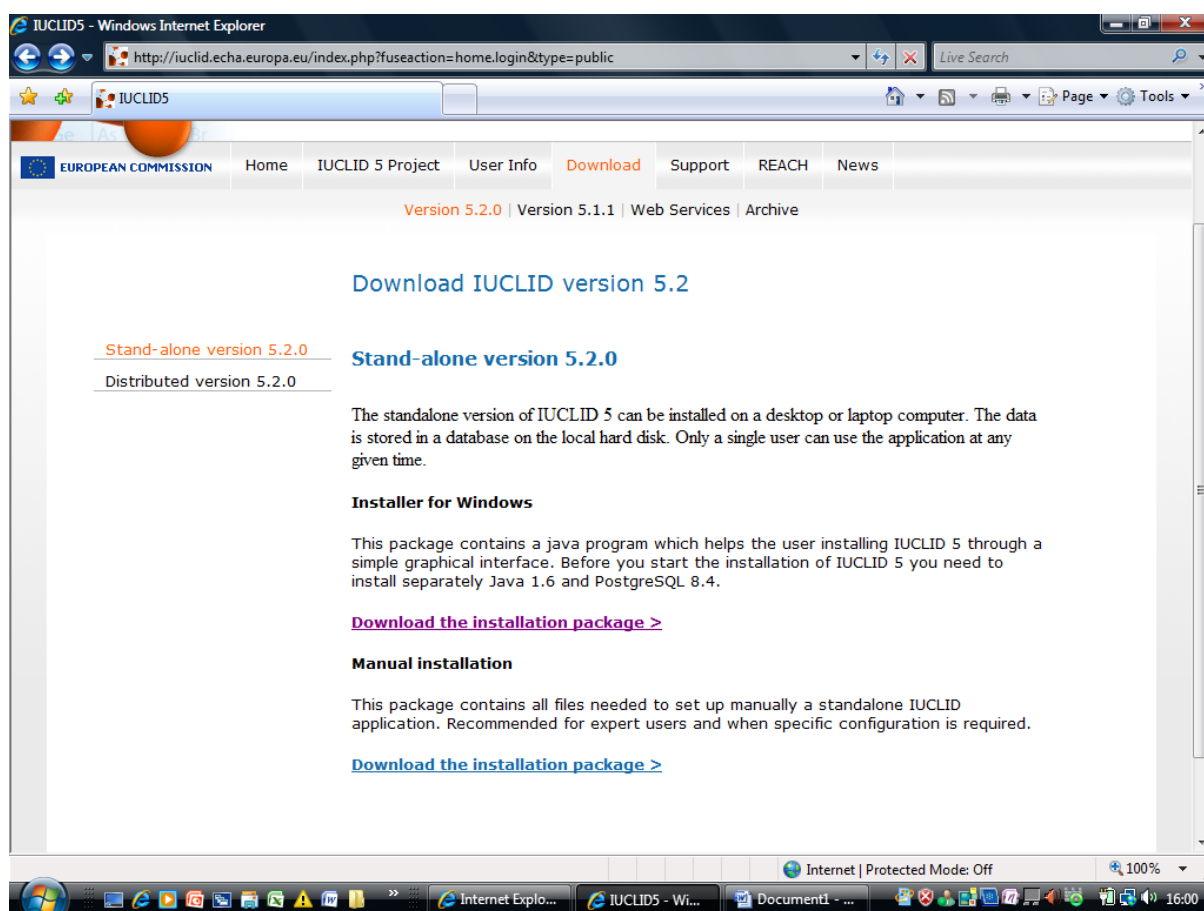 IUCLID5 - Windows Internet Explorer
http://iuclid.echa.europa.eu/index.php?fuseaction=home.login&type=public
Live Search
IUCLID5
Page
Tools
EUROPEAN COMMISSION
Home
IUCLID 5 Project
User Info
Download
Support
REACH
News
Version 5.2.0 | Version 5.1.1 | Web Services | Archive
Download IUCLID version 5.2
Stand-alone version 5.2.0
Distributed version 5.2.0
Stand-alone version 5.2.0
The standalone version of IUCLID 5 can be installed on a desktop or laptop computer. The data
is stored in a database on the local hard disk. Only a single user can use the application at any
given time.
Installer for Windows
This package contains a java program which helps the user installing IUCLID 5 through a
simple graphical interface. Before you start the installation of IUCLID 5 you need to
install separately Java 1.6 and PostgreSQL 8.4.
Download the installation package >
Manual installation
This package contains all files needed to set up manually a standalone IUCLID
application. Recommended for expert users and when specific configuration is required.
Download the installation package >
Internet | Protected Mode: Off
100%
Internet Explo...
IUCLID5 - Wi...
Document1 - ...
16:00